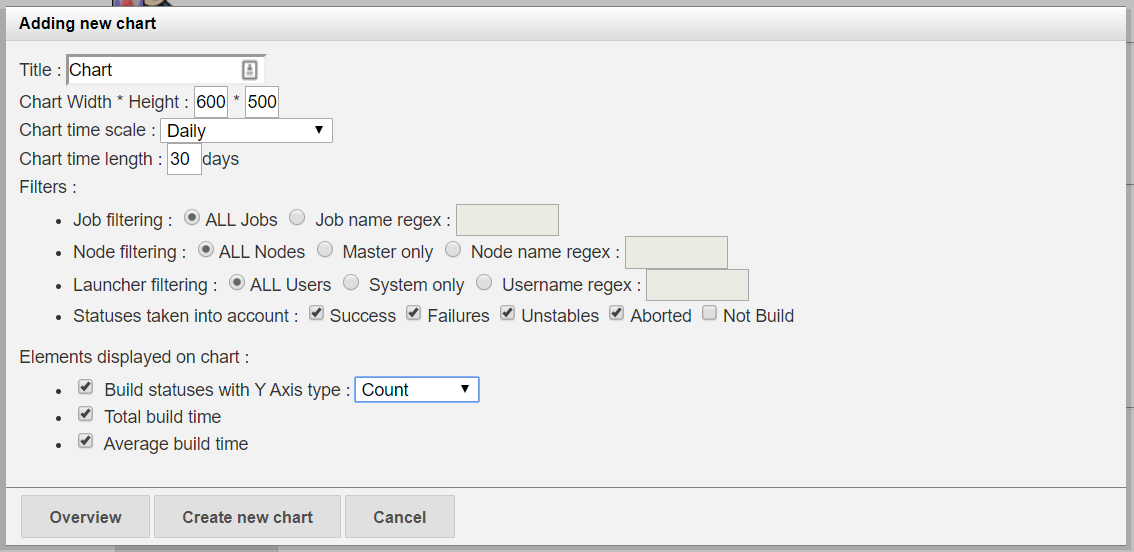 Adding new chart
Title : Chart
Chart Width * Height : 600 * 500
Chart time scale : Daily
Chart time length : 30 days
Filters :
Job filtering : ALL Jobs Job name regex :
Node filtering : ALL Nodes Master only Node name regex :
Launcher filtering : ALL Users System only Username regex :
Statuses taken into account : Success Failures Unstables Aborted Not Build
Elements displayed on chart :
Build statuses with Y Axis type : Count
Total build time
Average build time
Overview Create new chart Cancel